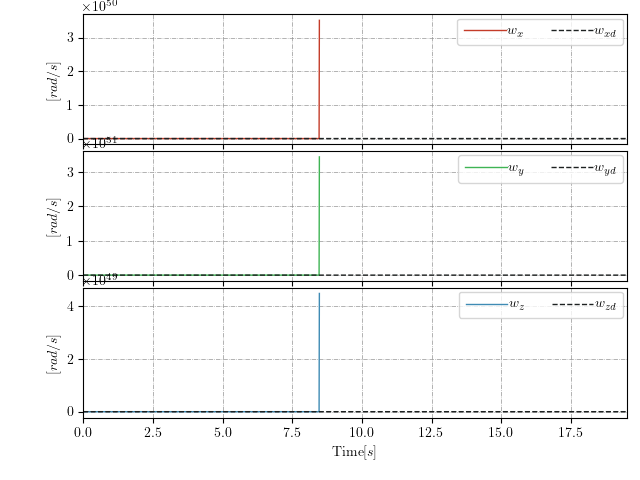 ×10^50
3
2
1
0
[rad/s]
w_x w_xd
×10^51
3
2
1
0
[rad/s]
w_y w_yd
×10^49
4
2
0
[rad/s]
w_z w_zd
0.0 2.5 5.0 7.5 10.0 12.5 15.0 17.5
Time[s]